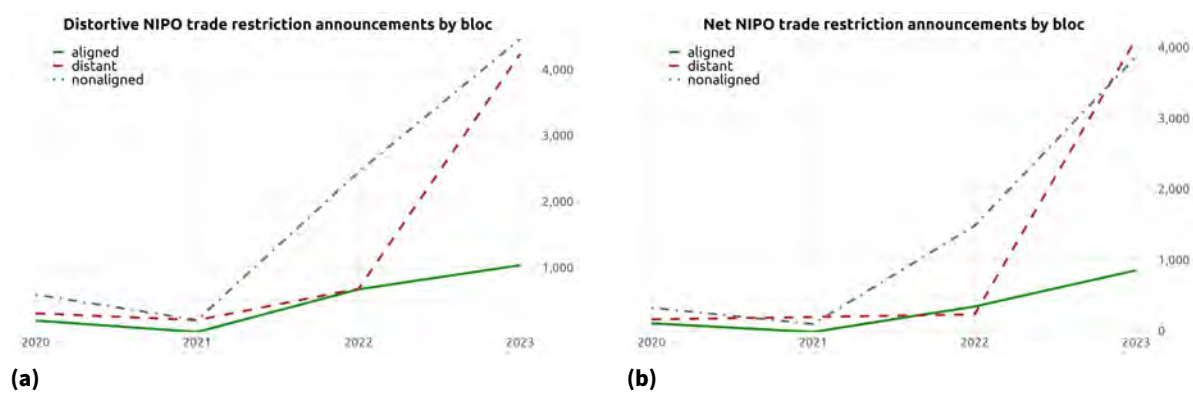 Distortive NIPO trade restriction announcements by bloc
aligned
distant
nonaligned
4,000
3,000
2,000
1,000
2020 2021 2022 2023
(a)
Net NIPO trade restriction announcements by bloc
aligned
distant
nonaligned
4,000
3,000
2,000
1,000
0
2020 2021 2022 2023
(b)